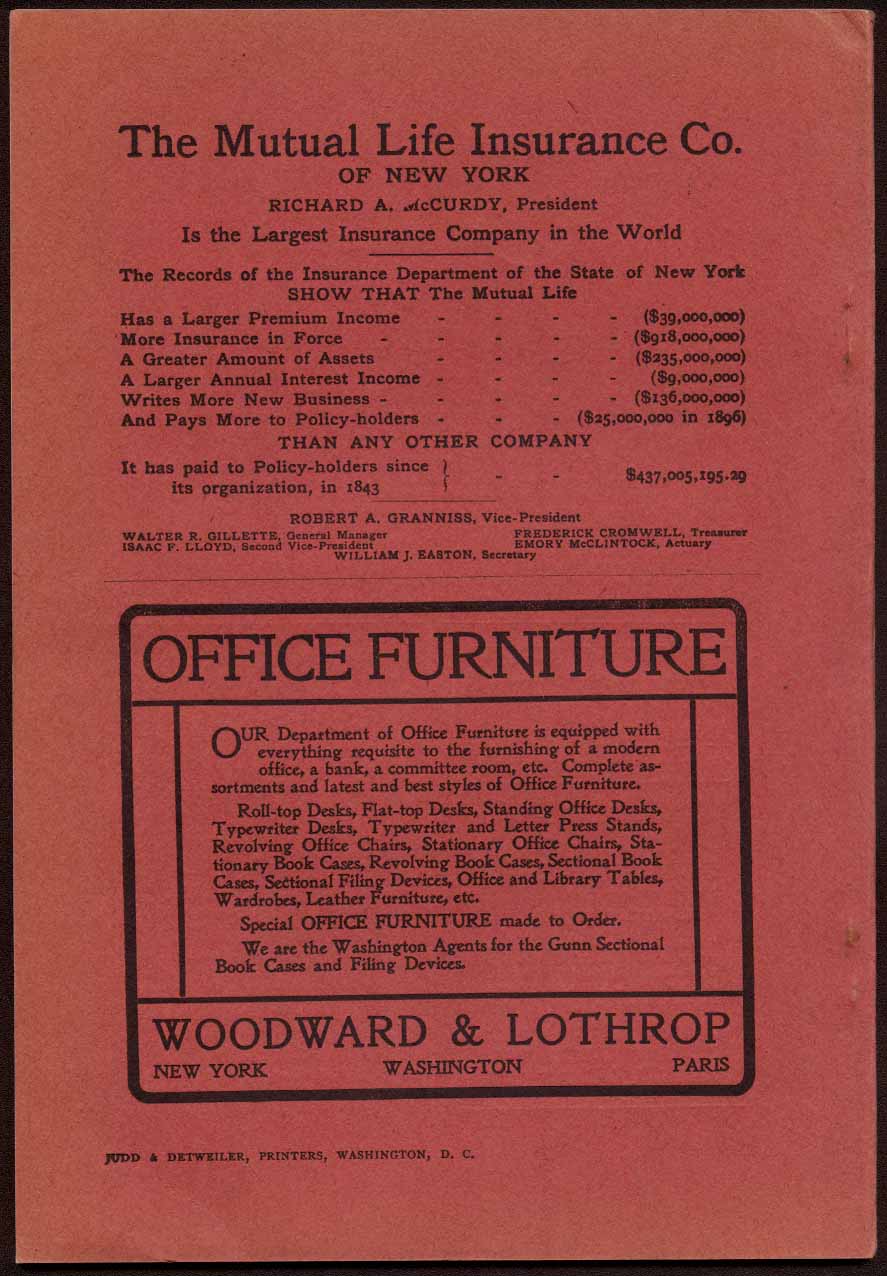 The Mutual Life Insurance Co.
OF NEW YORK
RICHARD A. McCURDY, President
Is the Largest Insurance Company in the World
The Records of the Insurance Department of the State of New York
SHOW THAT The Mutual Life
Has a Larger Premium Income - - - - ($39,000,000)
More Insurance in Force - - - - - ($918,000,000)
A Greater Amount of Assets - - - - ($235,000,000)
A Larger Annual Interest Income - - - - ($9,000,000)
Writes More New Business - - - - - ($136,000,000)
And Pays More to Policy-holders - - - ($25,000,000 in 1896)
THAN ANY OTHER COMPANY
It has paid to Policy-holders since } - - $437,005,195.29
its organization, in 1843
ROBERT A. GRANNISS, Vice-President
WALTER R. GILLETTE, General Manager FREDERICK CROMWELL, Treasurer
ISAAC F. LLOYD, Second Vice-President EMORY McCLINTOCK, Actuary
WILLIAM J. EASTON, Secretary
OFFICE FURNITURE
OUR Department of Office Furniture is equipped with
everything requisite to the furnishing of a modern
office, a bank, a committee room, etc. Complete as-
sortments and latest and best styles of Office Furniture.
Roll-top Desks, Flat-top Desks, Standing Office Desks,
Typewriter Desks, Typewriter and Letter Press Stands,
Revolving Office Chairs, Stationary Office Chairs, Sta-
tionary Book Cases, Revolving Book Cases, Sectional Book
Cases, Sectional Filing Devices, Office and Library Tables,
Wardrobes, Leather Furniture, etc.
Special OFFICE FURNITURE made to Order.
We are the Washington Agents for the Gunn Sectional
Book Cases and Filing Devices.
WOODWARD & LOTHROP
NEW YORK WASHINGTON PARIS
JUDD & DETWEILER, PRINTERS, WASHINGTON, D. C.